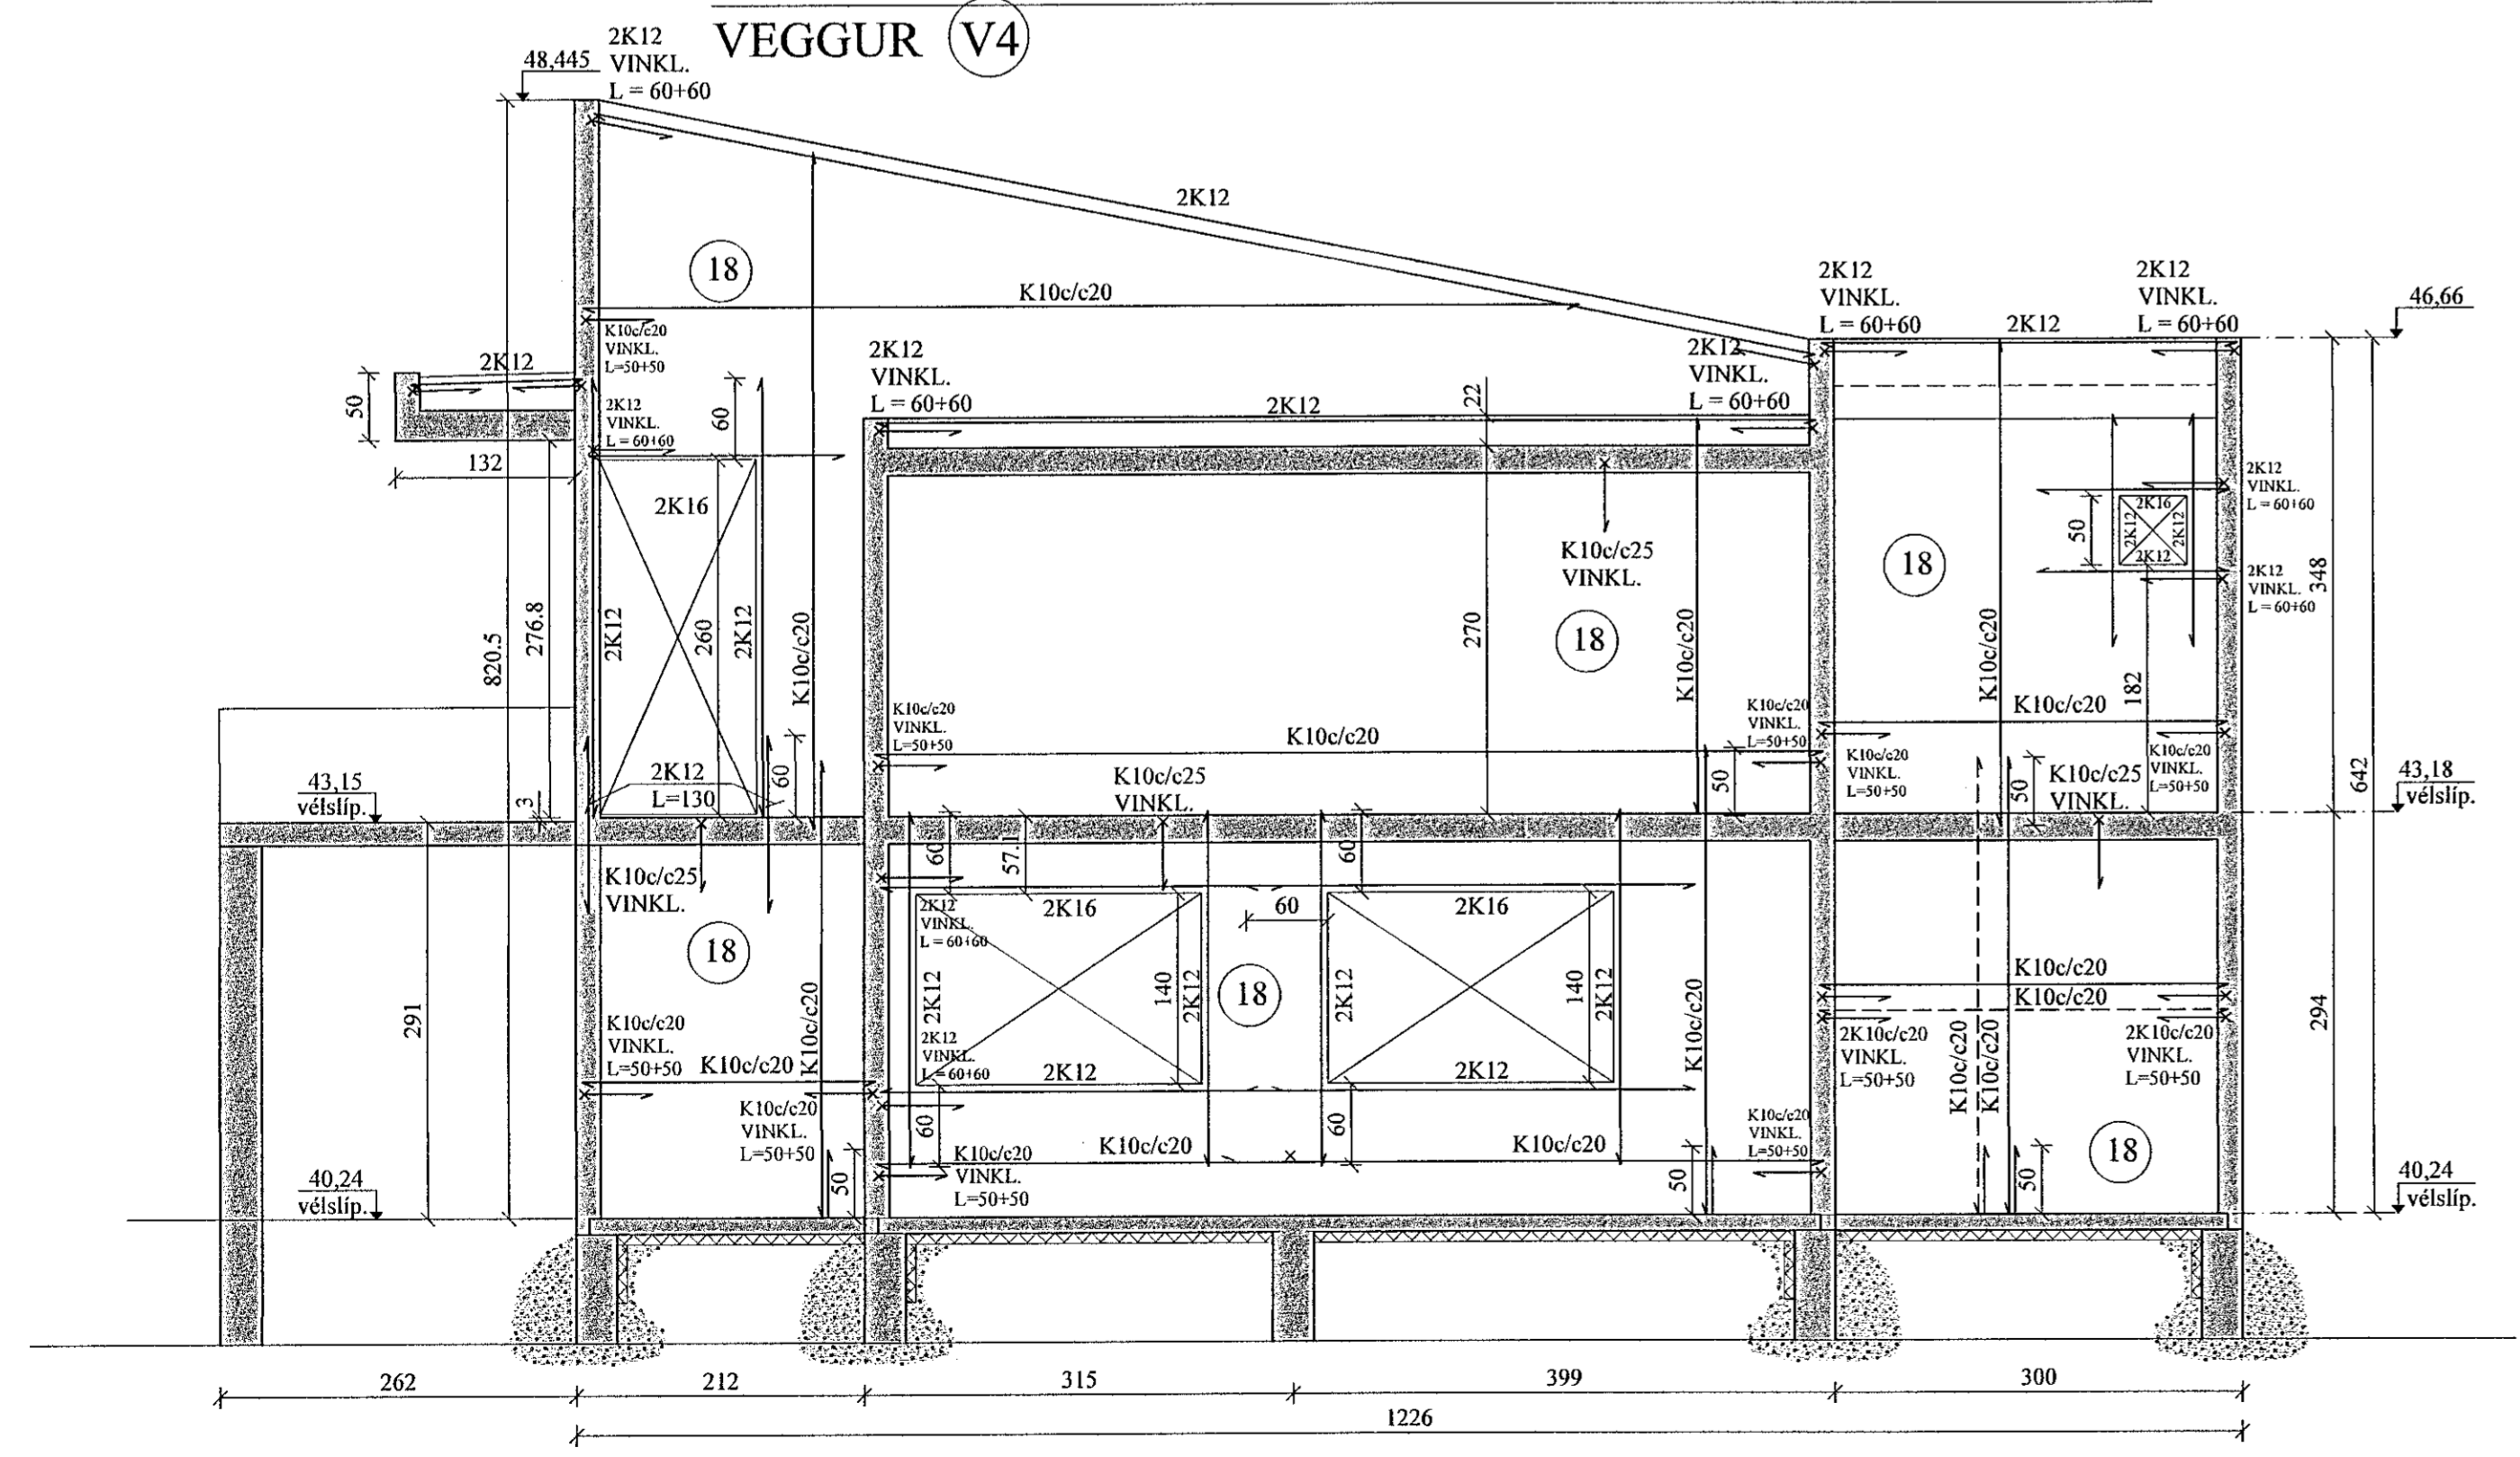 VEGGUR V4
2K12
VINKL.
L = 60+60
48,445
2K12
18
K10c/c20
K10c/c20
VINKL.
L=50+50
2K12
50
132
2K12
VINKL.
L = 60+60
60
2K12
VINKL.
L = 60+60
2K12
22
2K12
VINKL.
L = 60+60
2K12
VINKL.
L = 60+60
2K12
2K12
VINKL.
L = 60+60
46,66
2K16
2K12
260
2K12
K10c/c20
820.5
276.8
K10c/c25
VINKL.
18
270
K10c/c20
18
K10c/c20
2K12
VINKL.
L = 60+60
50
2K16
2K12
2K12
2K12
2K12
VINKL.
L = 60+60
348
642
182
K10c/c20
VINKL.
L=50+50
K10c/c20
K10c/c20
VINKL.
L=50+50
K10c/c20
K10c/c20
VINKL.
L=50+50
K10c/c25
VINKL.
K10c/c20
VINKL.
L=50+50
50
50
43,15
vélslíp.
3
2K12
L=130
60
K10c/c25
VINKL.
43,18
vélslíp.
K10c/c25
VINKL.
18
60
57.1
60
2K12
VINKL.
L = 60+60
2K16
60
2K16
2K12
140
2K12
18
2K12
140
2K12
K10c/c20
291
K10c/c20
VINKL.
L=50+50
K10c/c20
K10c/c20
2K12
VINKL.
L = 60+60
2K12
2K12
K10c/c20
K10c/c20
2K10c/c20
VINKL.
L=50+50
K10c/c20
K10c/c20
2K10c/c20
VINKL.
L=50+50
294
K10c/c20
VINKL.
L=50+50
50
60
K10c/c20
VINKL.
L=50+50
K10c/c20
60
K10c/c20
K10c/c20
VINKL.
L=50+50
50
50
18
40,24
vélslíp.
40,24
vélslíp.
262
212
315
399
300
1226